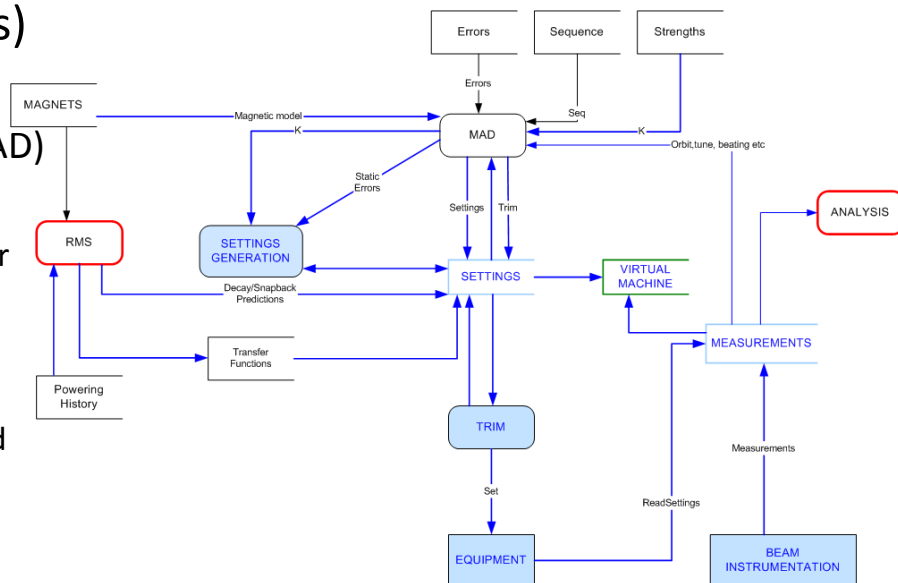 s)
Errors
Sequence
Strengths
MAGNETS
Errors
Magnetic model
Seq
K
MAD
K
AD)
Orbit,tune, beating etc
Static
Errors
Settings
Trim
ANALYSIS
RMS
SETTINGS
GENERATION
r
SETTINGS
VIRTUAL
MACHINE
Decay/Snapback
Predictions
MEASUREMENTS
Transfer
Functions
Powering
History
TRIM
d
Measurements
Set
ReadSettings
EQUIPMENT
BEAM
INSTRUMENTATION